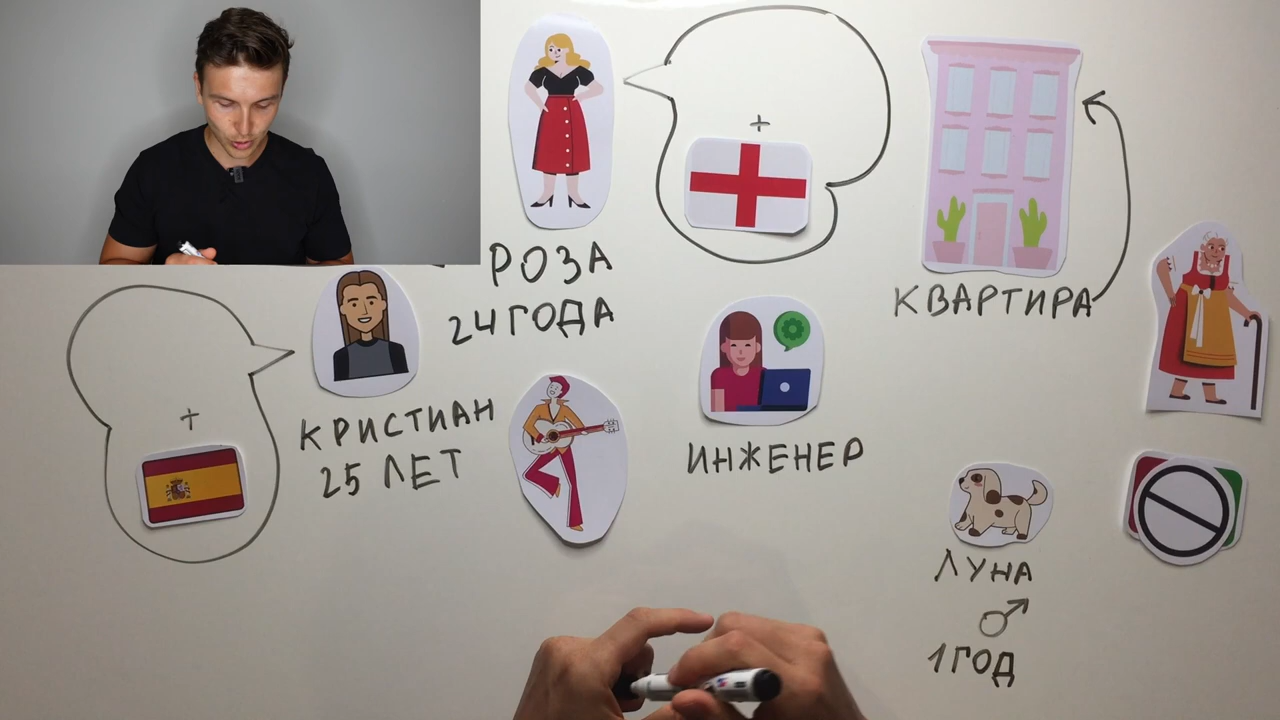 РОЗА
24 ГОДА
КВАРТИРА
КРИСТИАН
25 ЛЕТ
ИНЖЕНЕР
ЛУНА
1 ГОД